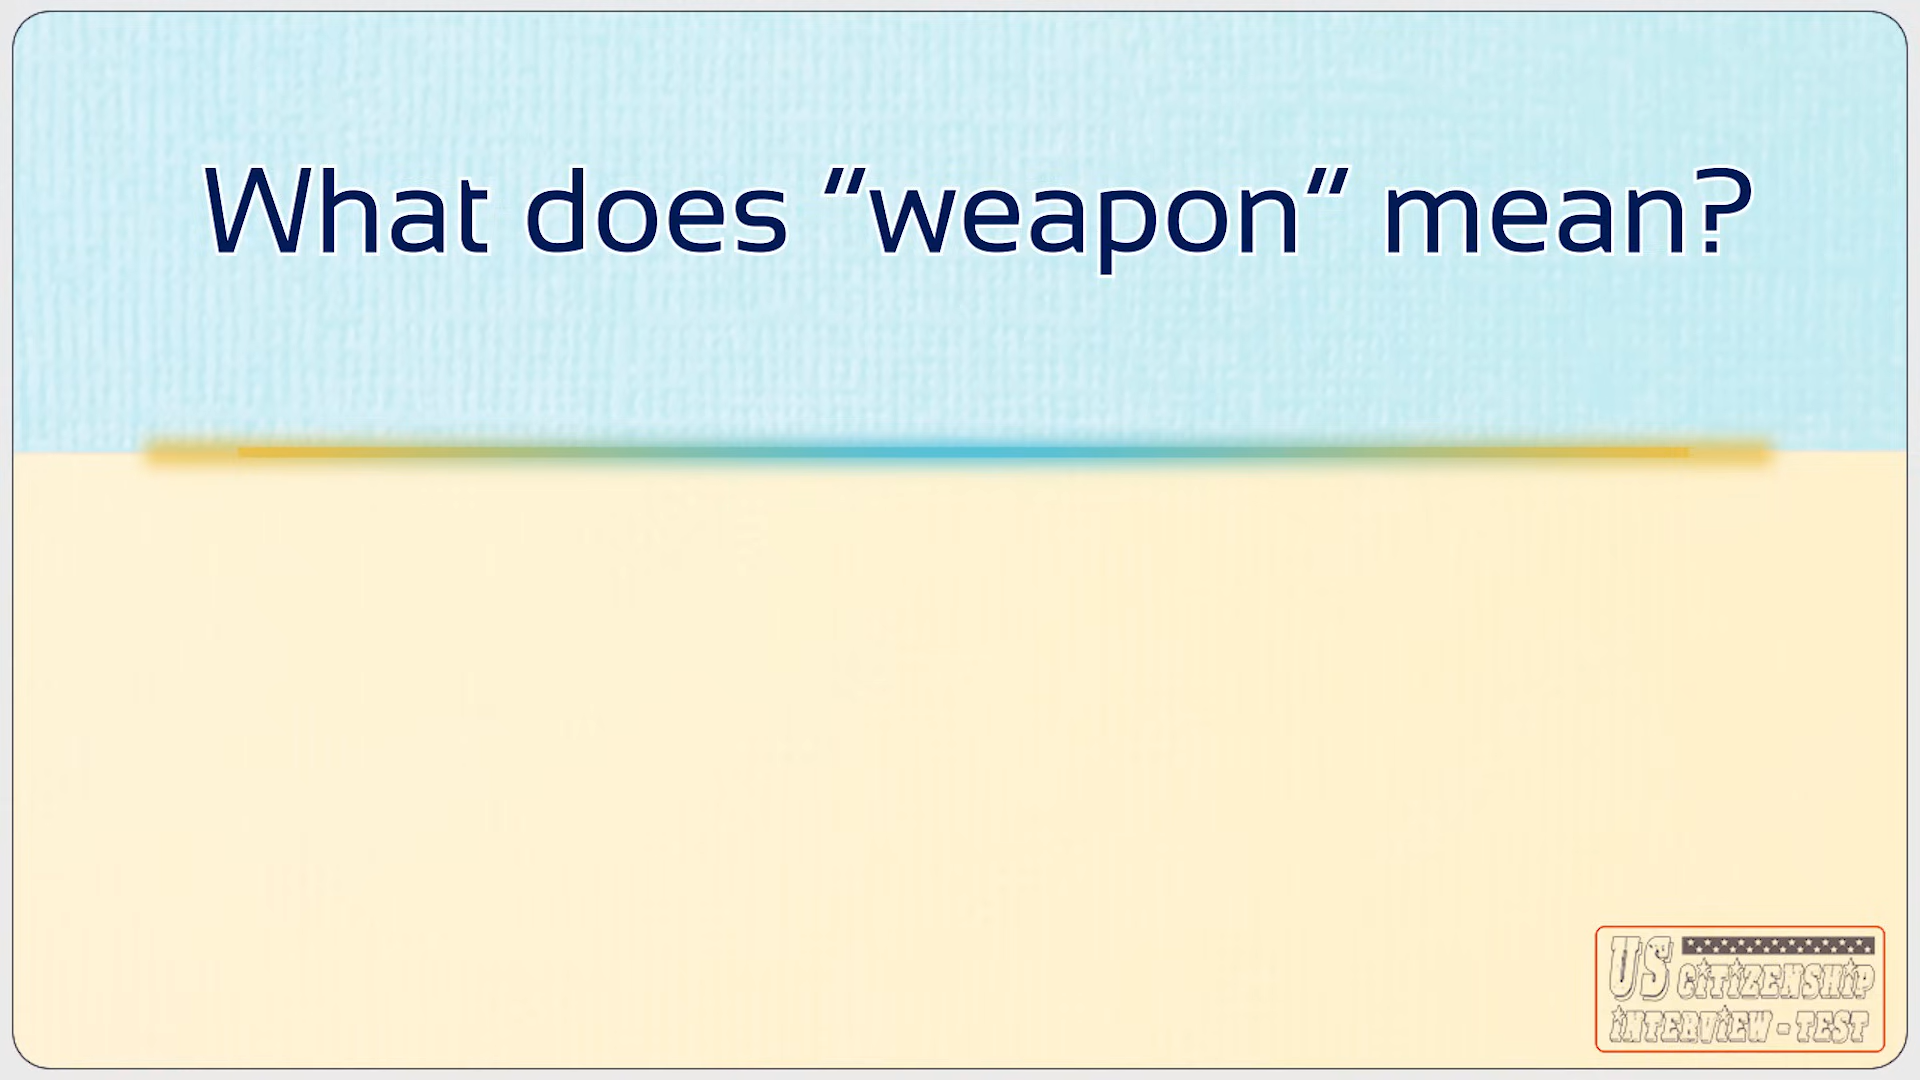 What does “weapon” mean?
US CITIZENSHIP
INTERVIEW - TEST